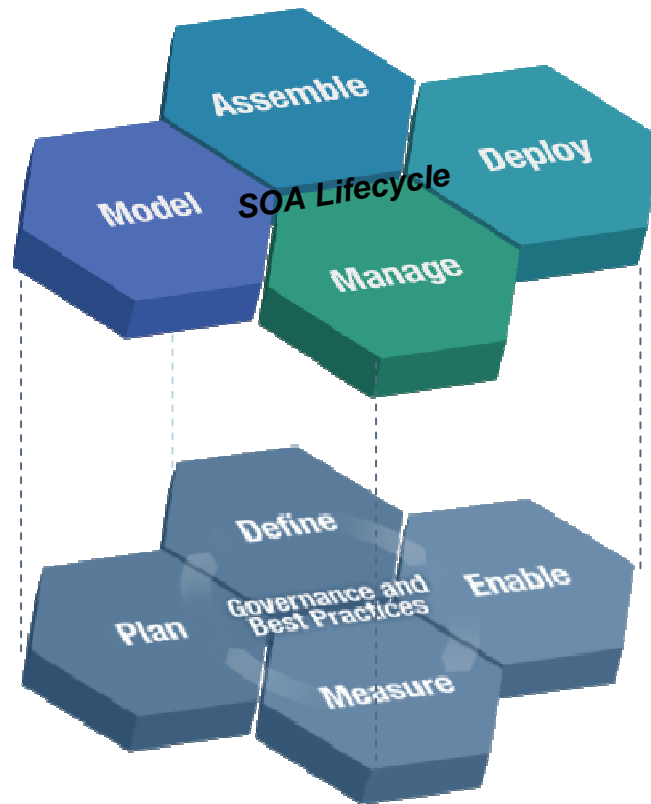 Assemble
Deploy
Model
SOA Lifecycle
Manage
Define
Enable
Governance and
Best Practices
Plan
Measure